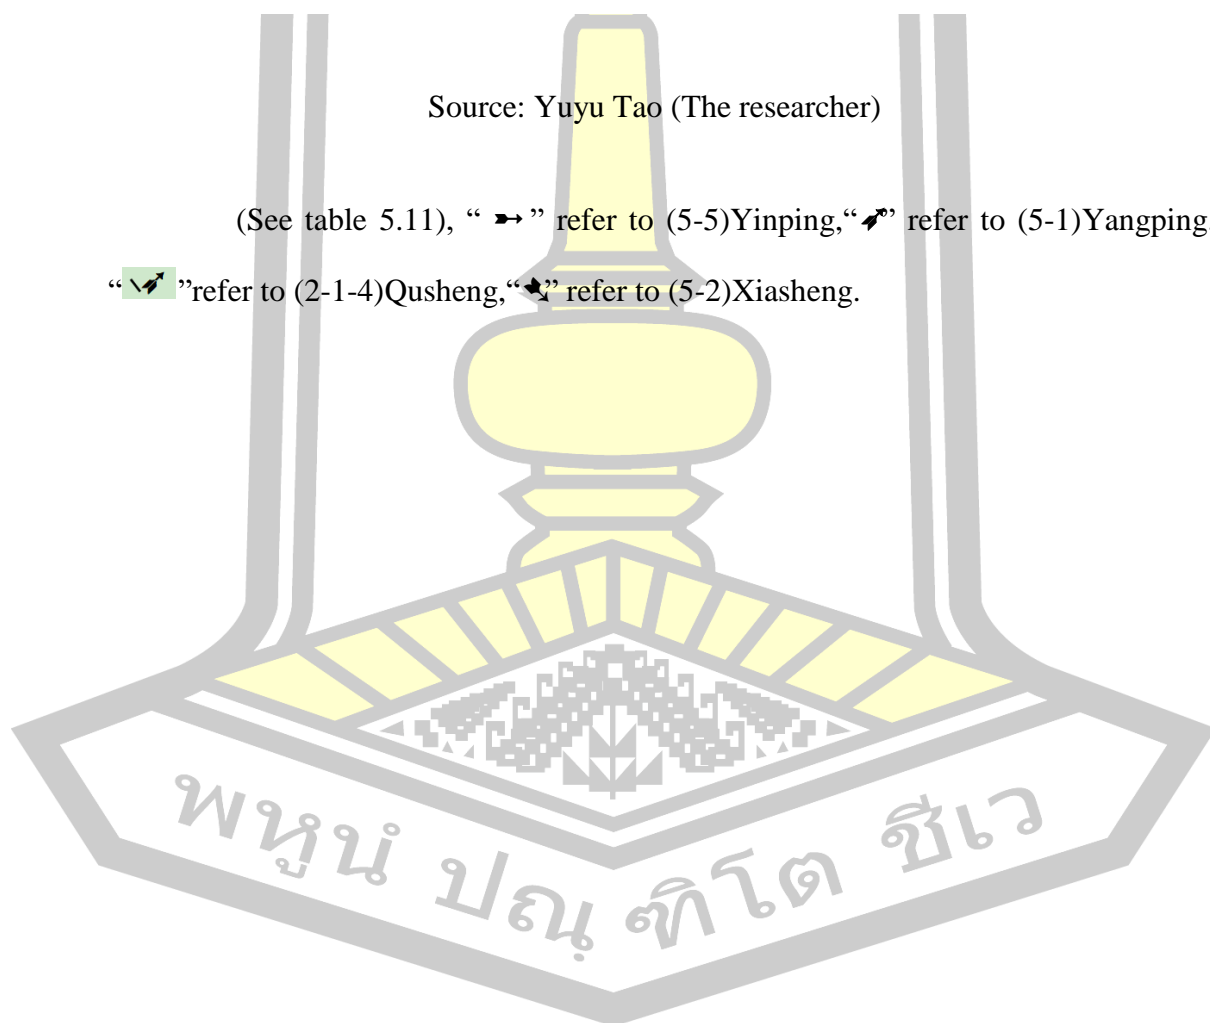 Source: Yuyu Tao (The researcher)
(See table 5.11), “ ➳ ” refer to (5-5)Yinping,“➶” refer to (5-1)Yangping.
“ \➶ ”refer to (2-1-4)Qusheng,“➴” refer to (5-2)Xiasheng.
พหูนํ ปณฺฑิโต ชีเว